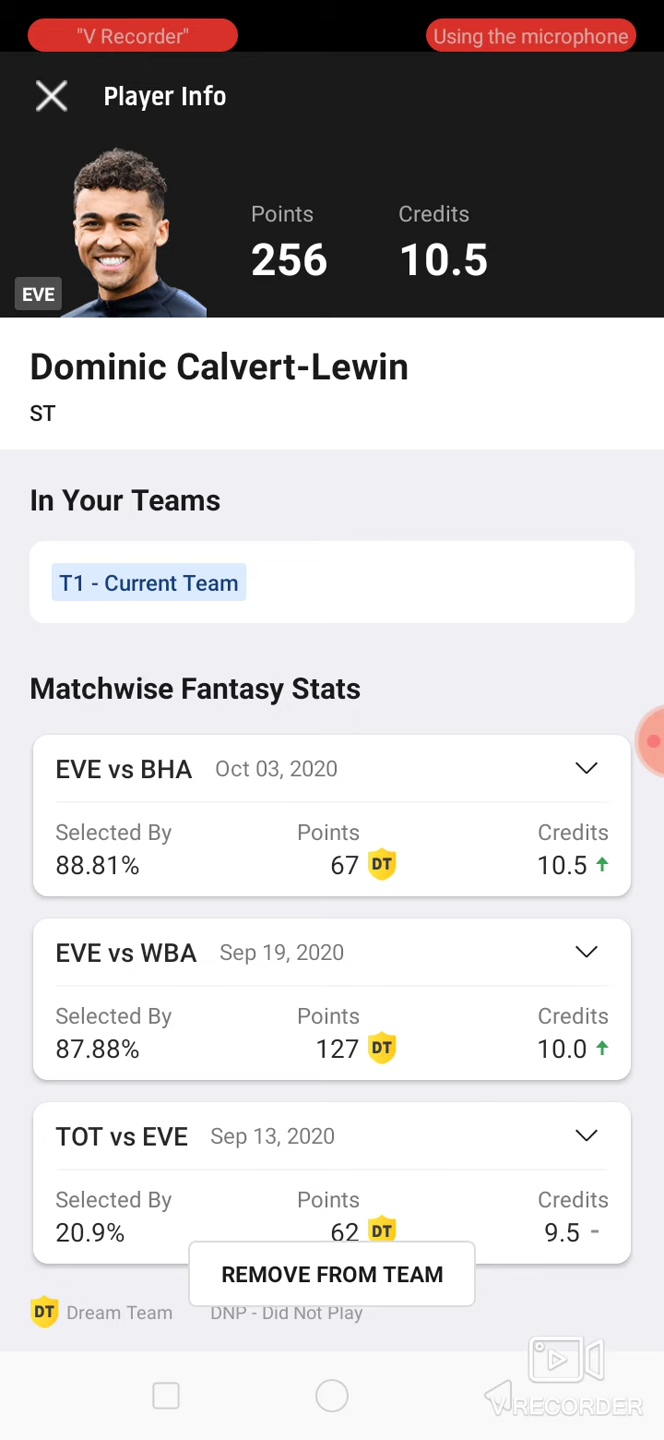 "V Recorder" Using the microphone
Player Info
Points Credits
256 10.5
EVE
Dominic Calvert-Lewin
ST
In Your Teams
T1 - Current Team
Matchwise Fantasy Stats
EVE vs BHA Oct 03, 2020
Selected By Points Credits
88.81% 67 DT 10.5
EVE vs WBA Sep 19, 2020
Selected By Points Credits
87.88% 127 DT 10.0
TOT vs EVE Sep 13, 2020
Selected By Points Credits
20.9% 62 DT 9.5 -
REMOVE FROM TEAM
DT Dream Team DNP - Did Not Play
VRECORDER